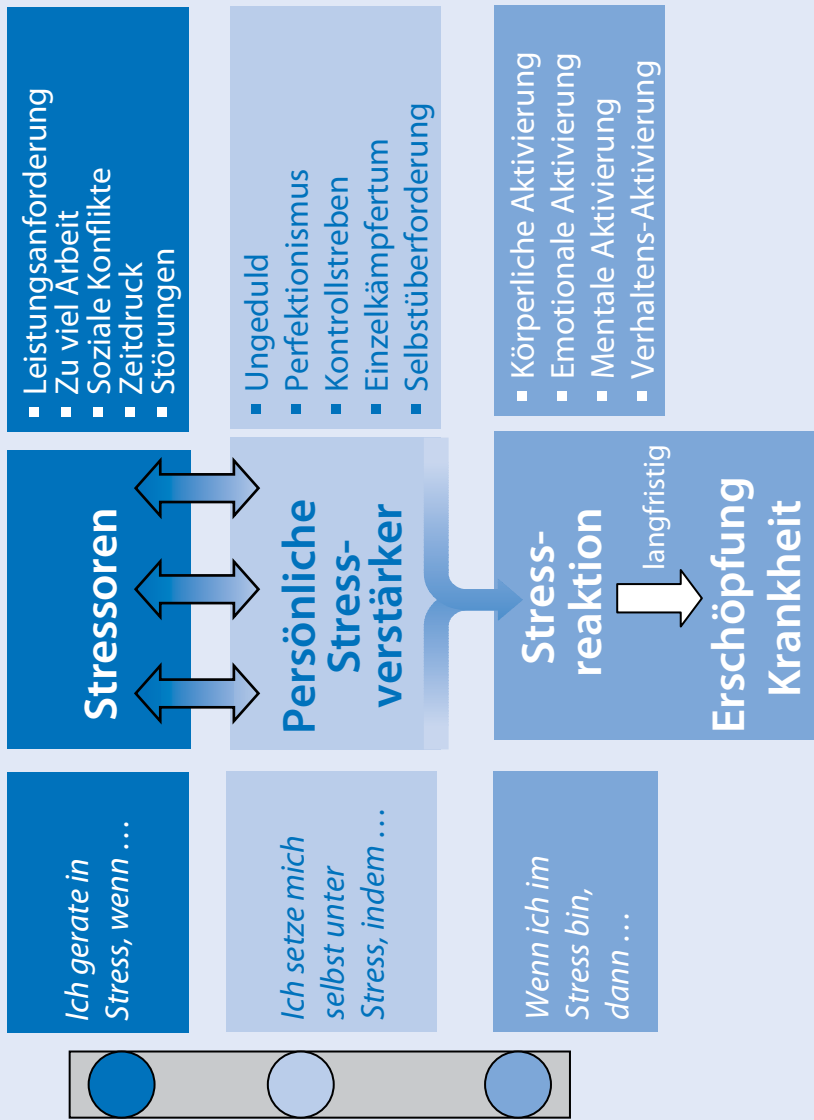 Ich gerate in
Stress, wenn …
Stressoren
▪ Leistungsanforderung
▪ Zu viel Arbeit
▪ Soziale Konflikte
▪ Zeitdruck
▪ Störungen
Ich setze mich
selbst unter
Stress, indem …
Persönliche
Stress-
verstärker
▪ Ungeduld
▪ Perfektionismus
▪ Kontrollstreben
▪ Einzelkämpfertum
▪ Selbstüberforderung
Wenn ich im
Stress bin,
dann …
Stress-
reaktion
langfristig
Erschöpfung
Krankheit
▪ Körperliche Aktivierung
▪ Emotionale Aktivierung
▪ Mentale Aktivierung
▪ Verhaltens-Aktivierung